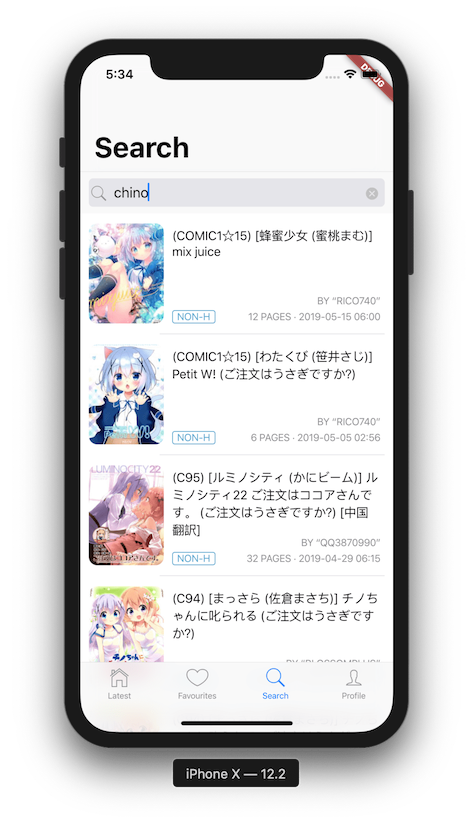 5:34
DEBUG
Search
chino
(COMIC1☆15) [蜂蜜少女 (蜜桃まむ)]
mix juice
BY “RICO740”
NON-H
12 PAGES · 2019-05-15 06:00
(COMIC1☆15) [わたくび (笹井さじ)]
Petit W! (ご注文はうさぎですか?)
BY “RICO740”
NON-H
6 PAGES · 2019-05-05 02:56
LUMINOCITY22
(C95) [ルミノシティ (かにビーム)] ル
ミノシティ22 ご注文はココアさんで
す。 (ご注文はうさぎですか?) [中国
翻訳]
BY “QQ3870990”
NON-H
32 PAGES · 2019-04-29 06:15
(C94) [まっさら (佐倉まさち)] チノち
ゃんに叱られる (ご注文はうさぎです
か?)
BY “BLOSSOMPLUS”
Latest
Favourites
Search
Profile
iPhone X — 12.2